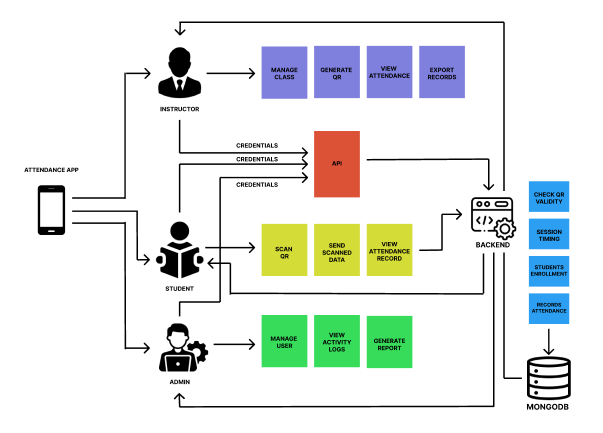 MANAGE
CLASS
GENERATE
QR
VIEW
ATTENDANCE
EXPORT
RECORDS
INSTRUCTOR
CREDENTIALS
CREDENTIALS
CREDENTIALS
API
ATTENDANCE APP
CHECK QR
VALIDITY
SESSION
TIMING
STUDENTS
ENROLLMENT
RECORDS
ATTENDANCE
BACKEND
SCAN
QR
SEND
SCANNED
DATA
VIEW
ATTENDANCE
RECORD
STUDENT
MANAGE
USER
VIEW
ACTIVITY
LOGS
GENERATE
REPORT
ADMIN
MONGODB